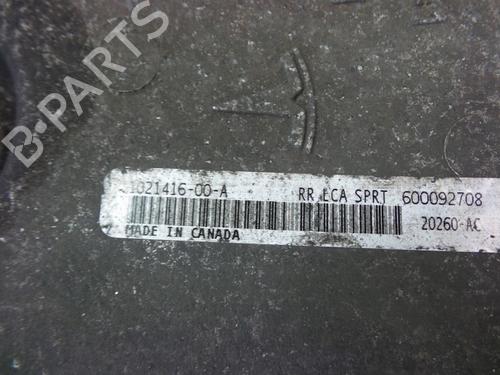 B-PARTS
1021416-00-A RR LCA SPRT 600092708
20260-AC
MADE IN CANADA